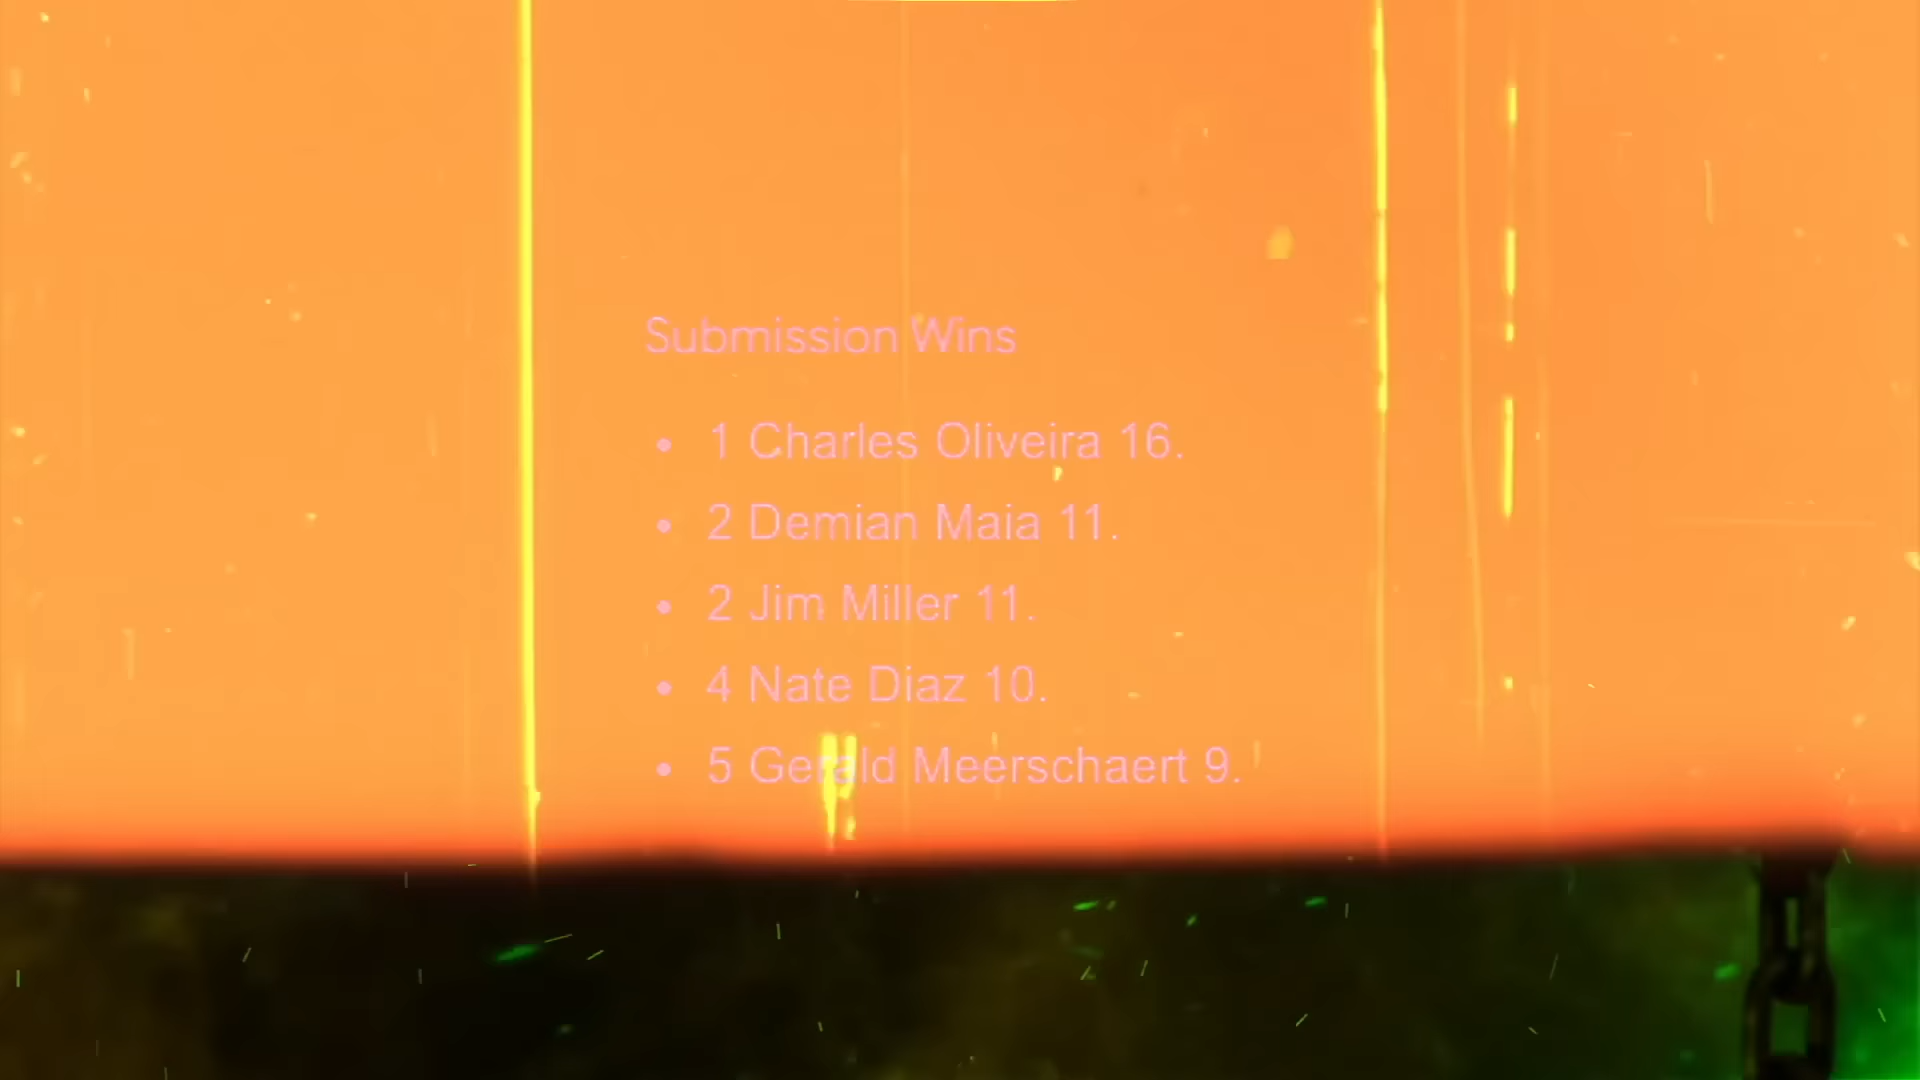 Submission Wins
• 1 Charles Oliveira 16.
• 2 Demian Maia 11.
• 2 Jim Miller 11.
• 4 Nate Diaz 10.
• 5 Gerald Meerschaert 9.